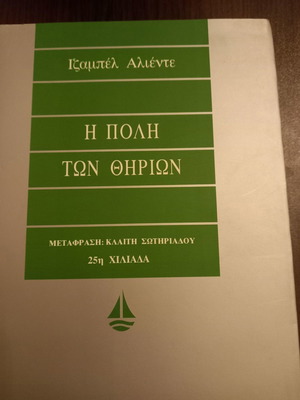 Ιζαμπέλ Αλιέντε
Η ΠΟΛΗ
ΤΩΝ ΘΗΡΙΩΝ
ΜΕΤΑΦΡΑΣΗ: ΚΛΑΙΤΗ ΣΩΤΗΡΙΑΔΟΥ
25η ΧΙΛΙΑΔΑ